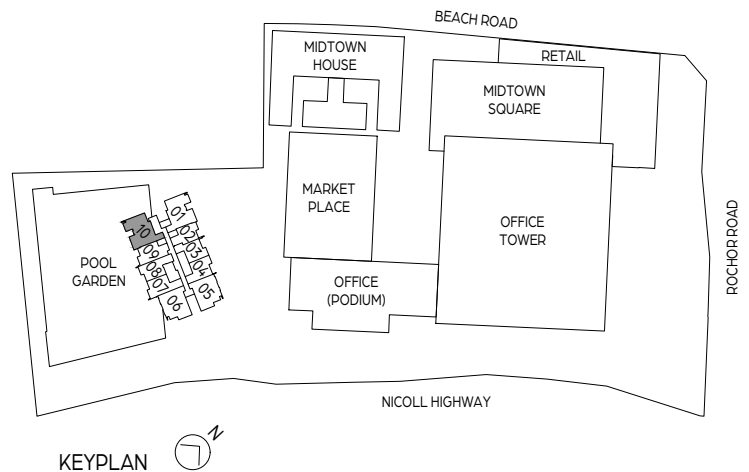 BEACH ROAD
MIDTOWN
HOUSE
RETAIL
MIDTOWN
SQUARE
MARKET
PLACE
OFFICE
TOWER
ROCHOR ROAD
01
02
03
04
05
10
09
08
07
06
POOL
GARDEN
OFFICE
(PODIUM)
NICOLL HIGHWAY
KEYPLAN
N